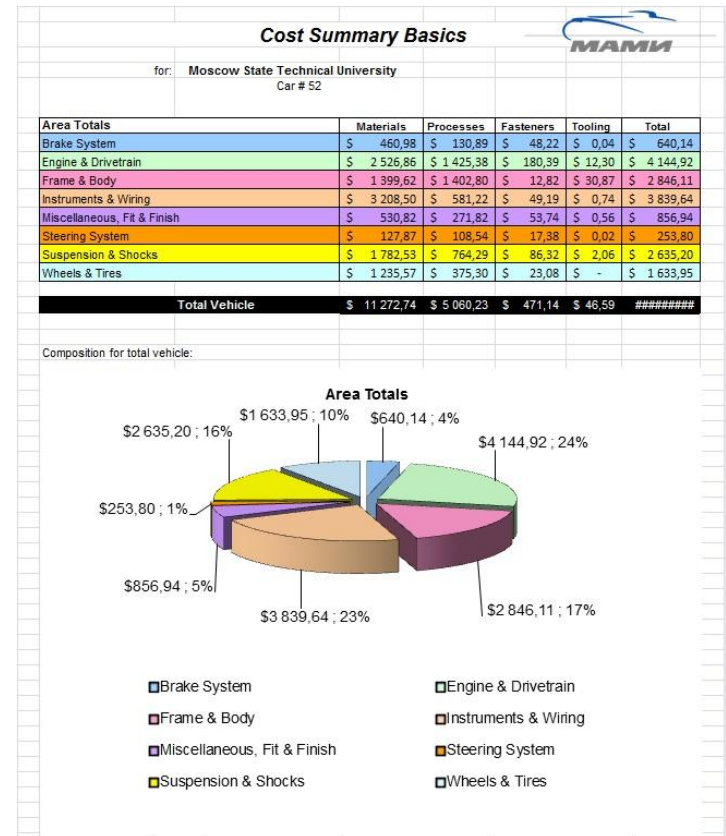 Cost Summary Basics
МАМИ
for: Moscow State Technical University
Car # 52
Area Totals Materials Processes Fasteners Tooling Total
Brake System $ 460,98 $ 130,89 $ 48,22 $ 0,04 $ 640,14
Engine & Drivetrain $ 2 526,86 $ 1 425,38 $ 180,39 $ 12,30 $ 4 144,92
Frame & Body $ 1 399,62 $ 1 402,80 $ 12,82 $ 30,87 $ 2 846,11
Instruments & Wiring $ 3 208,50 $ 581,22 $ 49,19 $ 0,74 $ 3 839,64
Miscellaneous, Fit & Finish $ 530,82 $ 271,82 $ 53,74 $ 0,56 $ 856,94
Steering System $ 127,87 $ 108,54 $ 17,38 $ 0,02 $ 253,80
Suspension & Shocks $ 1 782,53 $ 764,29 $ 86,32 $ 2,06 $ 2 635,20
Wheels & Tires $ 1 235,57 $ 375,30 $ 23,08 $ - $ 1 633,95
Total Vehicle $ 11 272,74 $ 5 060,23 $ 471,14 $ 46,59 #########
Composition for total vehicle:
Area Totals
$1 633,95 ; 10% $640,14 ; 4%
$2 635,20 ; 16% $4 144,92 ; 24%
$253,80 ; 1%
$856,94 ; 5%
$3 839,64 ; 23% $2 846,11 ; 17%
Brake System Engine & Drivetrain
Frame & Body Instruments & Wiring
Miscellaneous, Fit & Finish Steering System
Suspension & Shocks Wheels & Tires